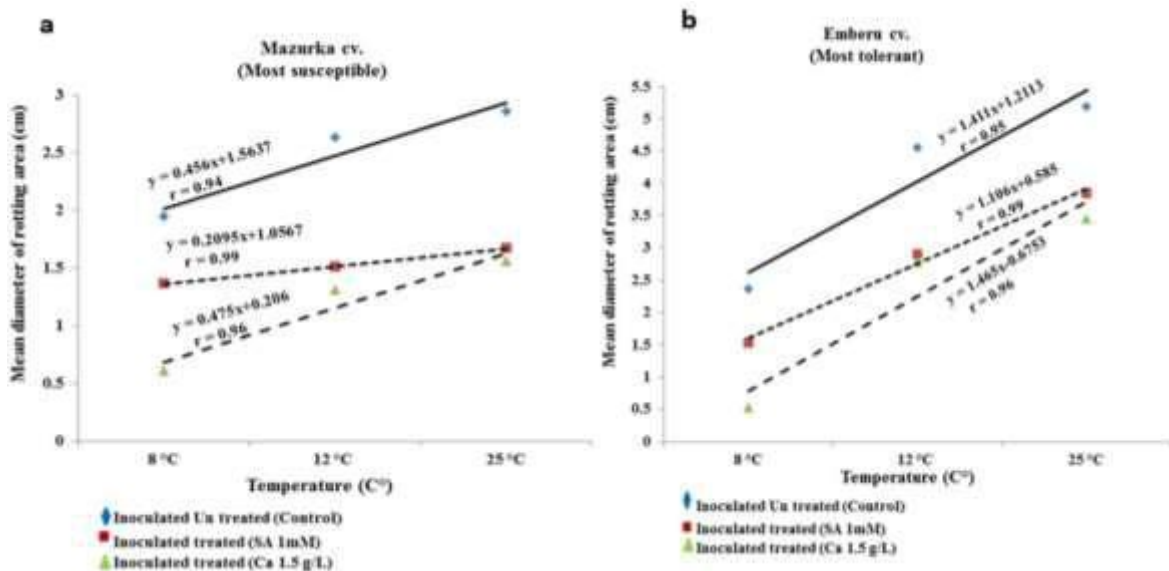 a
Mazurka cv.
(Most susceptible)
Mean diameter of rotting area (cm)
3
2.5
2
1.5
1
0.5
0
y = 0.456x+1.5637
r = 0.94
y = 0.2095x+1.0567
r = 0.99
y = 0.475x+0.206
r = 0.96
8 °C
12 °C
25 °C
Temperature (C°)
Inoculated Un treated (Control)
Inoculated treated (SA 1mM)
Inoculated treated (Ca 1.5 g/L)
b
Emberu cv.
(Most tolerant)
Mean diameter of rotting area (cm)
5.5
5
4.5
4
3.5
3
2.5
2
1.5
1
0.5
0
y = 1.411x+1.2113
r = 0.95
y = 1.106x+0.585
r = 0.99
y = 1.465x-0.6753
r = 0.96
8 °C
12 °C
25 °C
Temperature (C°)
Inoculated Un treated (Control)
Inoculated treated (SA 1mM)
Inoculated treated (Ca 1.5 g/L)